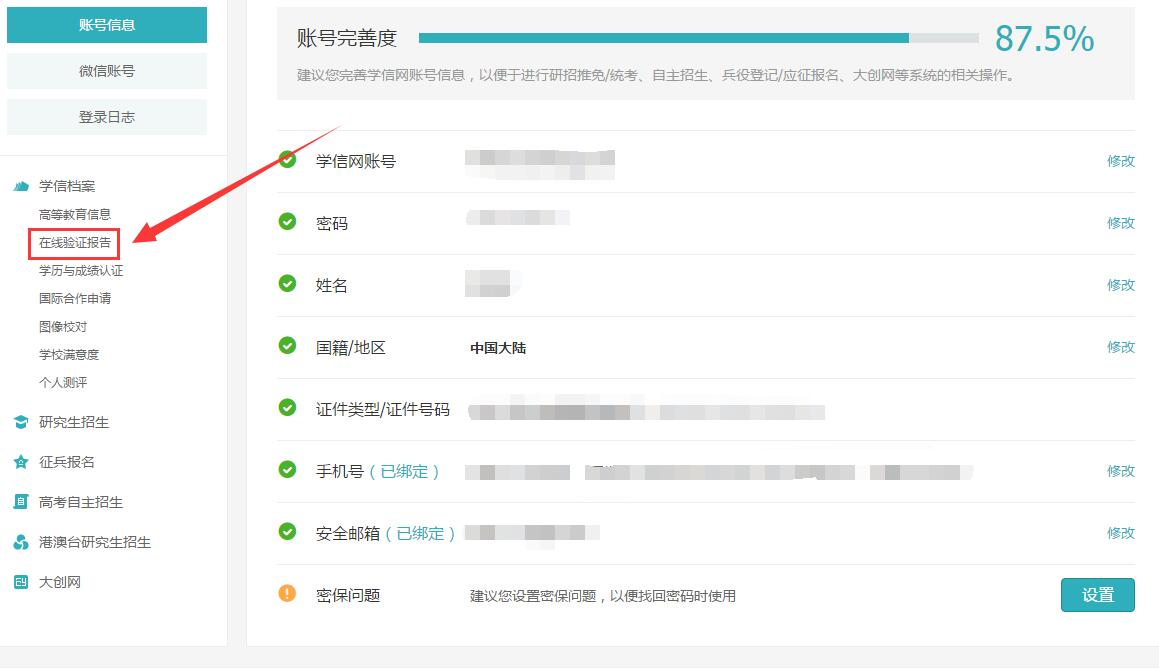 账号信息
微信账号
登录日志
学信档案
高等教育信息
在线验证报告
学历与成绩认证
国际合作申请
图像校对
学校满意度
个人测评
研究生招生
征兵报名
高考自主招生
港澳台研究生招生
大创网
账号完善度 87.5%
建议您完善学信网账号信息，以便于进行研招推免/统考、自主招生、兵役登记/应征报名、大创网等系统的相关操作。
学信网账号 修改
密码 修改
姓名 修改
国籍/地区 中国大陆 修改
证件类型/证件号码
手机号（已绑定） 修改
安全邮箱（已绑定） 修改
密保问题 建议您设置密保问题，以便找回密码时使用 设置